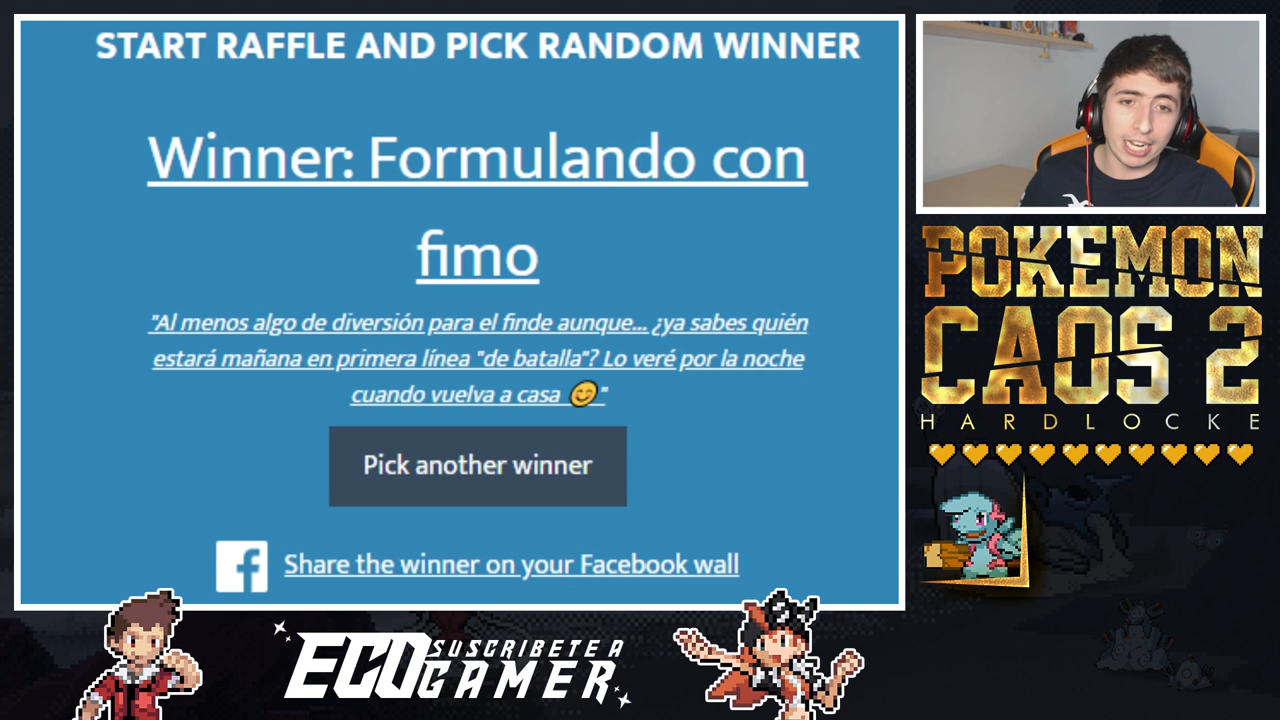 START RAFFLE AND PICK RANDOM WINNER
Winner: Formulando con
fimo
"Al menos algo de diversión para el finde aunque... ¿ya sabes quién
estará mañana en primera línea "de batalla"? Lo veré por la noche
cuando vuelva a casa 😊"
Pick another winner
Share the winner on your Facebook wall
POKEMON
CAOS 2
HARDLOCKE
SUSCRIBETE A
EGO GAMER